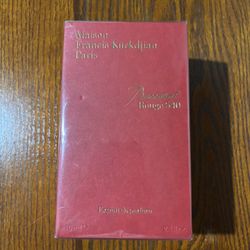 Maison
Francis Kurkdjian
Paris
Baccarat
Rouge 540
Extrait de parfum